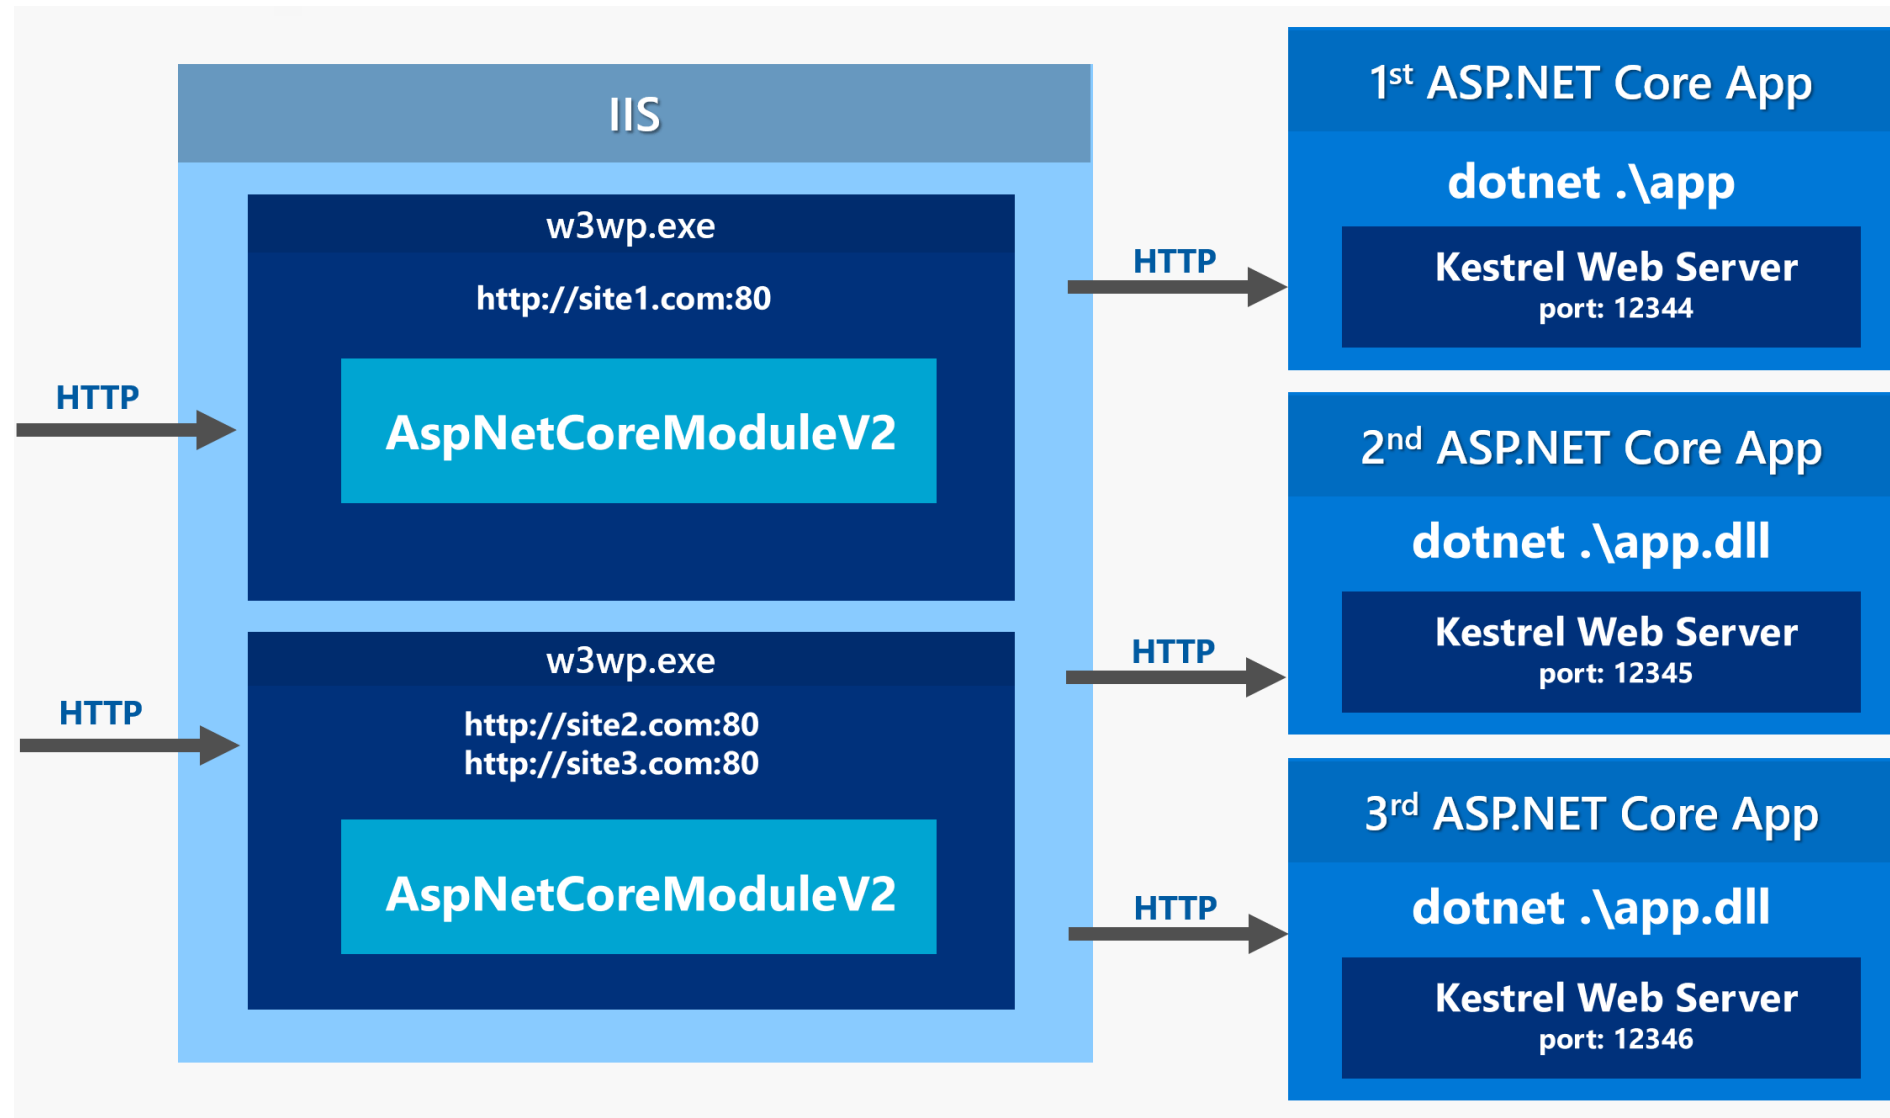 IIS
w3wp.exe
http://site1.com:80
AspNetCoreModuleV2
w3wp.exe
http://site2.com:80
http://site3.com:80
AspNetCoreModuleV2
HTTP
HTTP
HTTP
HTTP
HTTP
1st ASP.NET Core App
dotnet .\app
Kestrel Web Server
port: 12344
2nd ASP.NET Core App
dotnet .\app.dll
Kestrel Web Server
port: 12345
3rd ASP.NET Core App
dotnet .\app.dll
Kestrel Web Server
port: 12346